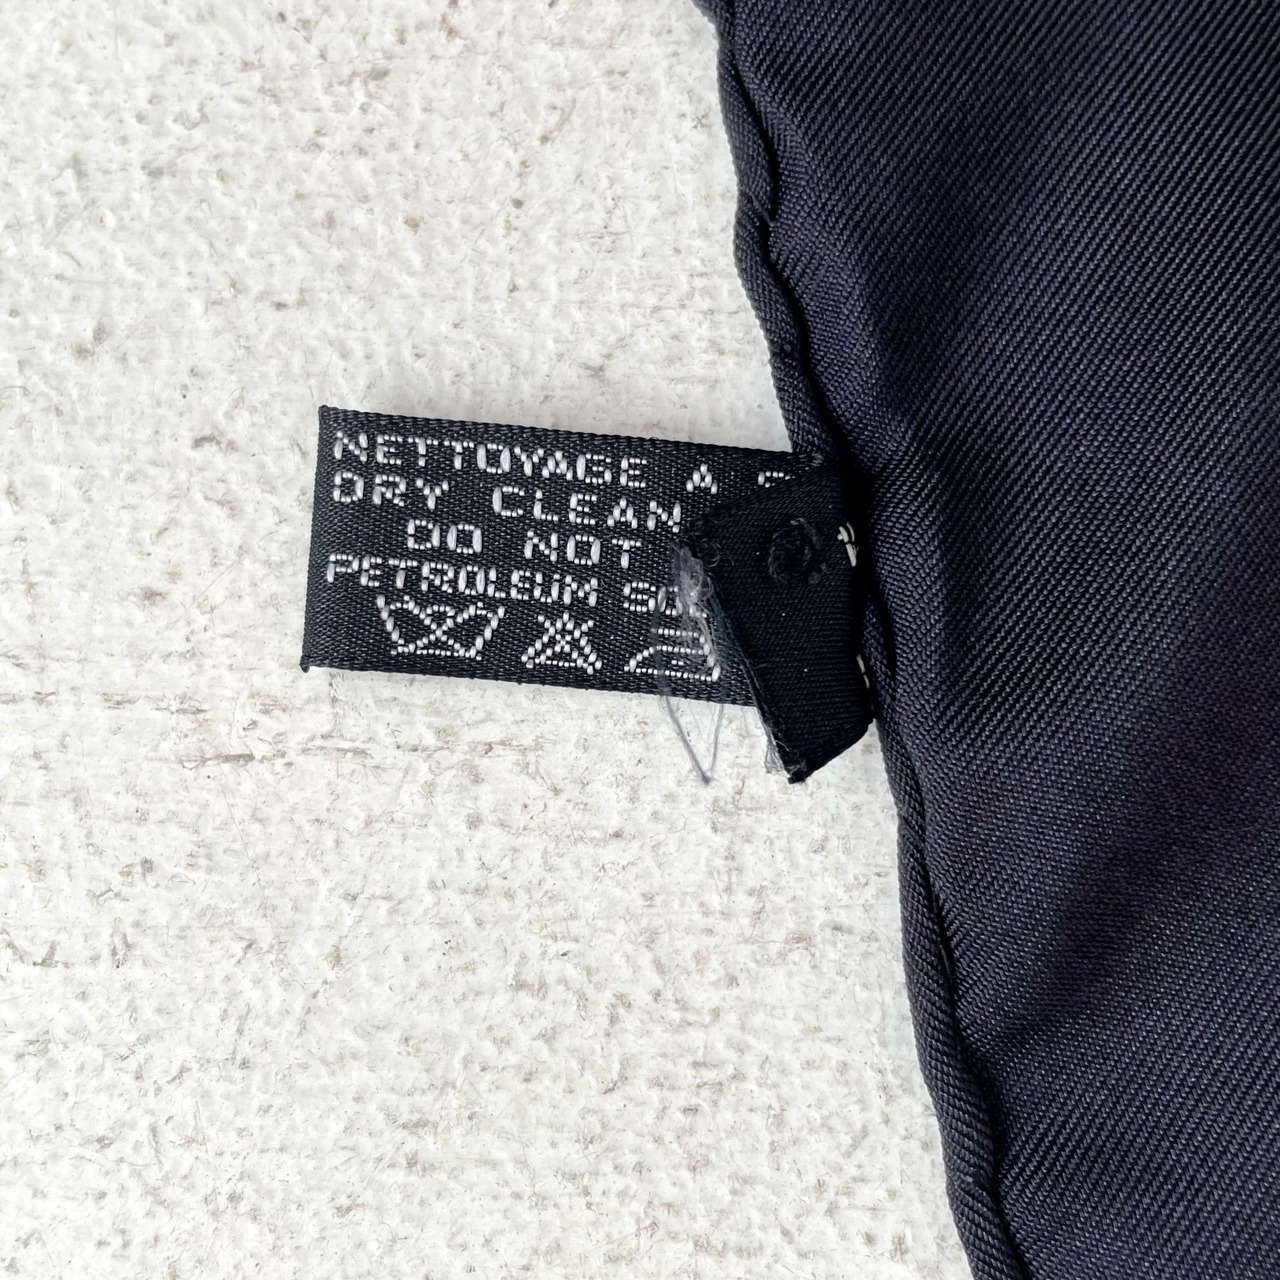 NETTOYAGE A
DRY CLEAN
DO NOT
PETROLEUM